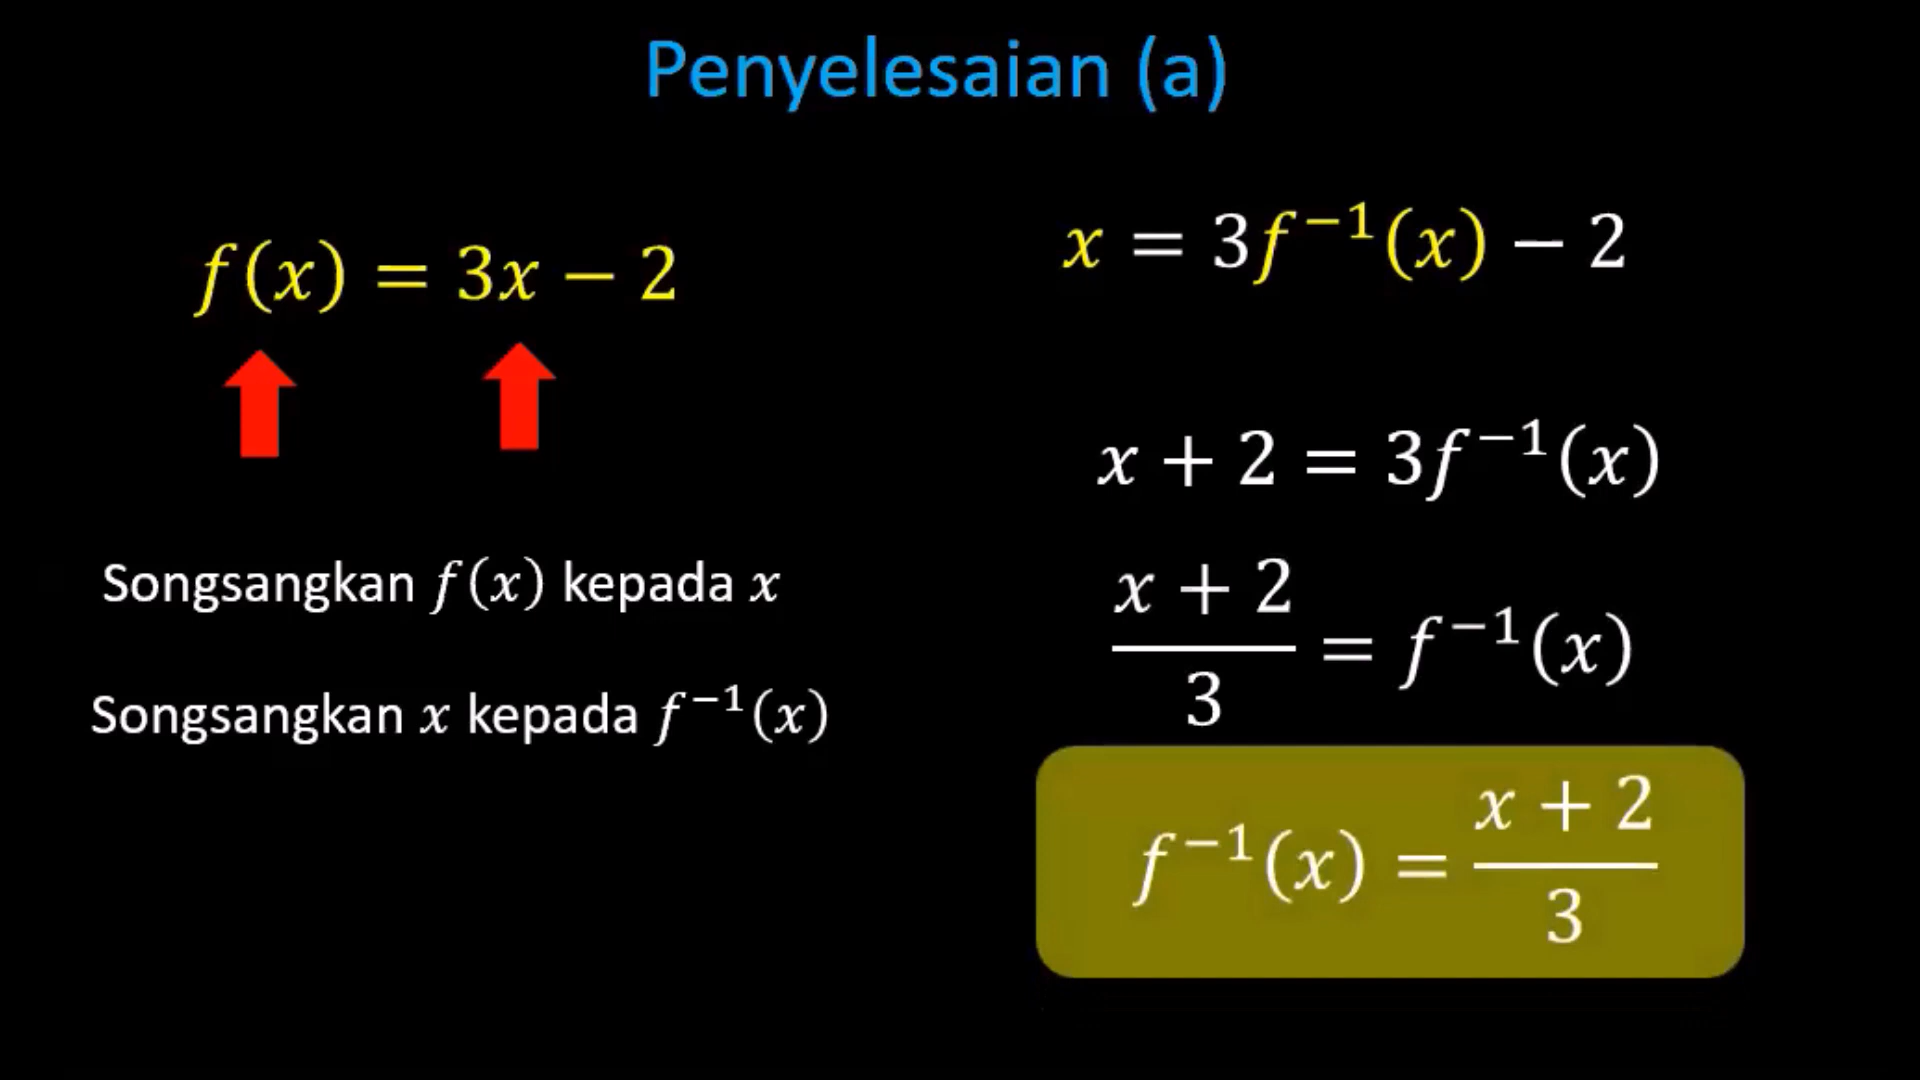 Penyelesaian (a)
f(x) = 3x − 2
Songsangkan f(x) kepada x
Songsangkan x kepada f⁻¹(x)
x = 3f⁻¹(x) − 2
x + 2 = 3f⁻¹(x)
x + 2
3
= f⁻¹(x)
f⁻¹(x) =
x + 2
3